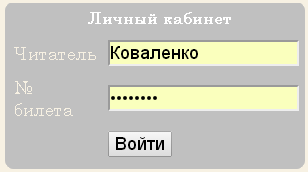 Личный кабинет
Читатель Коваленко
№
билета ••••••••
Войти